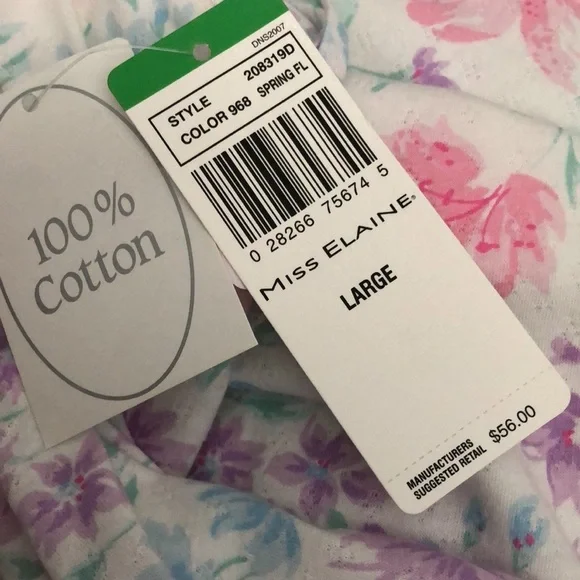 100%
Cotton
DNS2007
STYLE 208319D
COLOR 968 SPRING FL
0 28266 75674 5
MISS ELAINE®
LARGE
MANUFACTURERS
SUGGESTED RETAIL $56.00